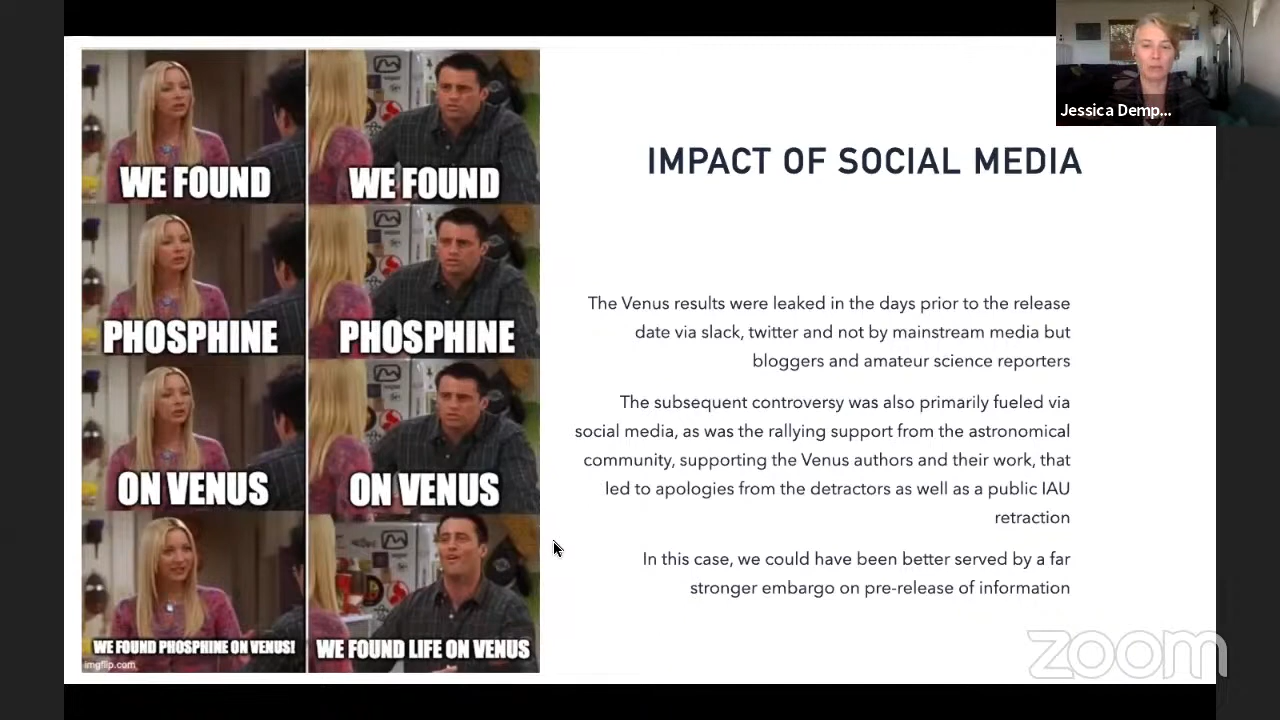 Jessica Demp...
IMPACT OF SOCIAL MEDIA
WE FOUND
WE FOUND
PHOSPHINE
PHOSPHINE
ON VENUS
ON VENUS
WE FOUND PHOSPHINE ON VENUS!
WE FOUND LIFE ON VENUS
imgflip.com
The Venus results were leaked in the days prior to the release
date via slack, twitter and not by mainstream media but
bloggers and amateur science reporters
The subsequent controversy was also primarily fueled via
social media, as was the rallying support from the astronomical
community, supporting the Venus authors and their work, that
led to apologies from the detractors as well as a public IAU
retraction
In this case, we could have been better served by a far
stronger embargo on pre-release of information
zoom